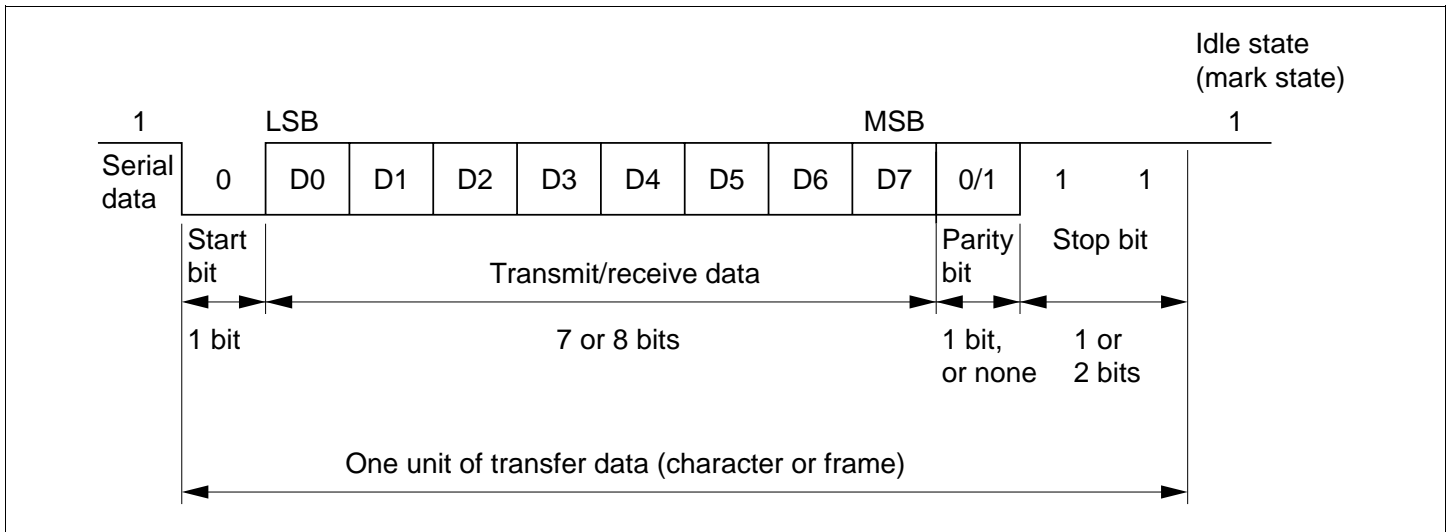 Idle state
(mark state)
1 LSB MSB 1
Serial
data
0 D0 D1 D2 D3 D4 D5 D6 D7 0/1 1 1
Start
bit
Transmit/receive data
Parity
bit
Stop bit
1 bit
7 or 8 bits
1 bit,
or none
1 or
2 bits
One unit of transfer data (character or frame)